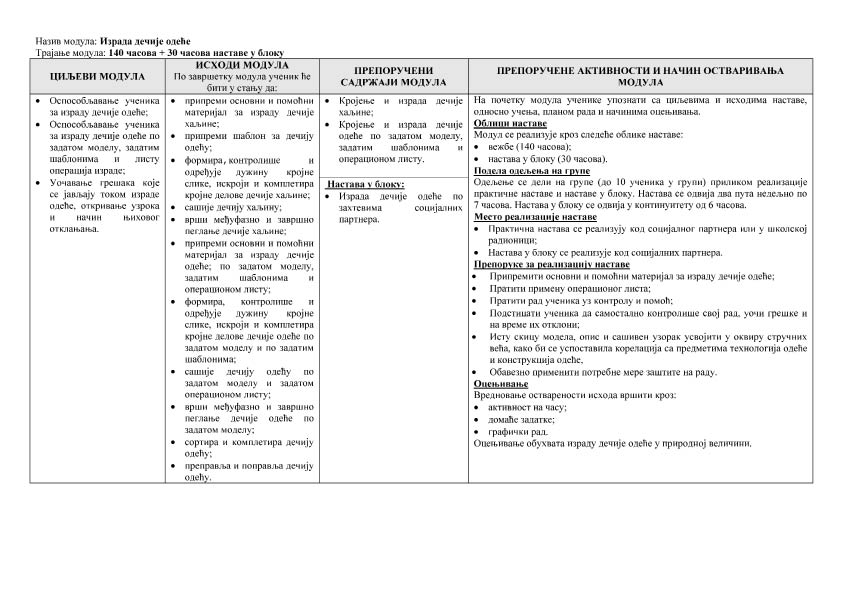 Назив модула: Израда дечије одеће
Трајање модула: 140 часова + 30 часова наставе у блоку
ЦИЉЕВИ МОДУЛА
ИСХОДИ МОДУЛА
По завршетку модула ученик ће
бити у стању да:
ПРЕПОРУЧЕНИ
САДРЖАЈИ МОДУЛА
ПРЕПОРУЧЕНЕ АКТИВНОСТИ И НАЧИН ОСТВАРИВАЊА
МОДУЛА
• Оспособљавање ученика
за израду дечије одеће;
• Оспособљавање ученика
за израду дечије одеће по
задатом моделу, задатим
шаблонима и листу
операција израде;
• Уочавање грешака које
се јављају током израде
одеће, откривање узрока
и начин њиховог
отклањања.
• припреми основни и помоћни
материјал за израду дечије
хаљине;
• припреми шаблон за дечију
одећу;
• формира, контролише и
одређује дужину кројне
слике, искроји и комплетира
кројне делове дечије хаљине;
• сашије дечију хаљину;
• врши међуфазно и завршно
пеглање дечије хаљине;
• припреми основни и помоћни
материјал за израду дечије
одеће; по задатом моделу,
задатим шаблонима и
операционом листу;
• формира, контролише и
одређује дужину кројне
слике, искроји и комплетира
кројне делове дечије одеће по
задатом моделу и по задатим
шаблонима;
• сашије дечију одећу по
задатом моделу и задатом
операционом листу;
• врши међуфазно и завршно
пеглање дечије одеће по
задатом моделу;
• сортира и комплетира дечију
одећу;
• преправља и поправља дечију
одећу.
• Кројење и израда дечије
хаљине;
• Кројење и израда дечије
одеће по задатом моделу,
задатим шаблонима и
операционом листу.
Настава у блоку:
• Израда дечије одеће по
захтевима социјалних
партнера.
На почетку модула ученике упознати са циљевима и исходима наставе,
односно учења, планом рада и начинима оцењивања.
Облици наставе
Модул се реализује кроз следеће облике наставе:
• вежбе (140 часова);
• настава у блоку (30 часова).
Подела одељења на групе
Одељење се дели на групе (до 10 ученика у групи) приликом реализације
практичне наставе и наставе у блоку. Настава се одвија два пута недељно по
7 часова. Настава у блоку се одвија у континуитету од 6 часова.
Место реализације наставе
• Практична настава се реализују код социјалног партнера или у школској
радионици;
• Настава у блоку се реализује код социјалног партнера.
Препоруке за реализацију наставе
• Припремити основни и помоћни материјал за израду дечије одеће;
• Пратити примену операционог листа;
• Пратити рад ученика уз контролу и помоћ;
• Подстицати ученика да самостално контролише свој рад, уочи грешке и
на време их отклони;
• Исту скицу модела, опис и сашивен узорак усвојити у оквиру стручних
већа, како би се успоставила корелација са предметима технологија одеће
и конструкција одеће,
• Обавезно применити потребне мере заштите на раду.
Оцењивање
Вредновање остварености исхода вршити кроз:
• активност на часу;
• домаће задатке;
• графички рад.
Оцењивање обухвата израду дечије одеће у природној величини.